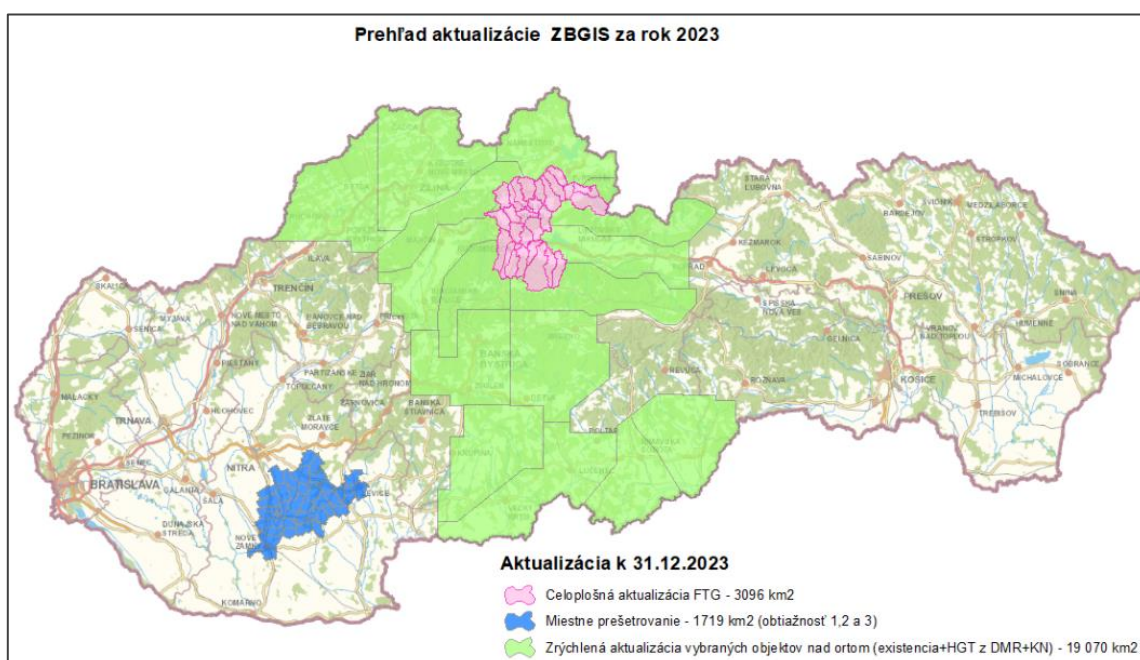 Prehľad aktualizácie ZBGIS za rok 2023
STARÁ
ĽUBOVŇA
SVIDNÍK
MEDZILABORCE
BARDEJOV
STROPKOV
KEŽMAROK
SABINOV
LEVOČA
PREŠOV
SNINA
SPIŠSKÁ
NOVÁ VES
HUMENNÉ
VRANOV
NAD TOPĽOU
GELNICA
SOBRANCE
MICHALOVCE
KOŠICE
ROŽŇAVA
REVÚCA
TREBIŠOV
ŽILINA
ILAVA
TRENČÍN
SKALICA
MYJAVA
SENICA
NOVÉ MESTO
NAD VÁHOM
BÁNOVCE NAD
BEBRAVOU
PIEŠŤANY
PARTIZÁNSKE
TOPOĽČANY
ŽIAR
NAD HRONOM
BANSKÁ
BYSTRICA
MALACKY
HLOHOVEC
ŽARNOVICA
BANSKÁ
ŠTIAVNICA
TRNAVA
ZLATÉ
MORAVCE
PEZINOK
SENEC
NITRA
BRATISLAVA
GALANTA
ŠAĽA
DUNAJSKÁ
STREDA
NOVÉ
KOMÁRNO
POLTÁR
Aktualizácia k 31.12.2023
Celoplošná aktualizácia FTG - 3096 km2
Miestne prešetrovanie - 1719 km2 (obtiažnosť 1,2 a 3)
Zrýchlená aktualizácia vybraných objektov nad ortom (existencia+HGT z DMR+KN) - 19 070 km2